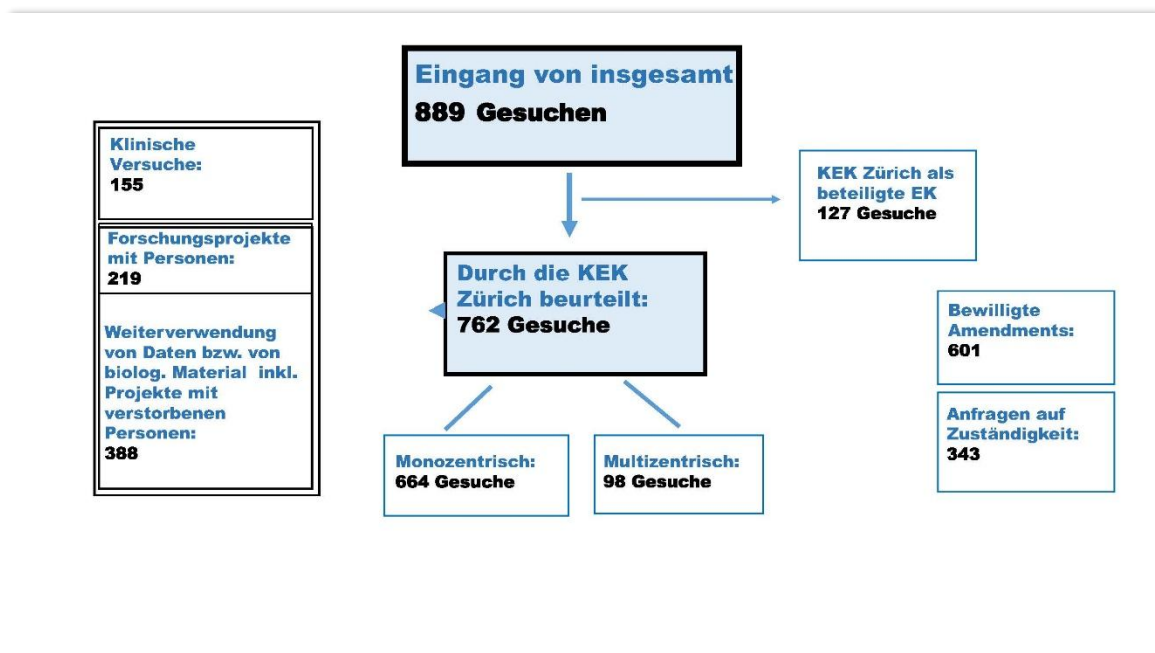 Eingang von insgesamt
889 Gesuchen
Klinische
Versuche:
155
Forschungsprojekte
mit Personen:
219
Weiterverwendung
von Daten bzw. von
biolog. Material inkl.
Projekte mit
verstorbenen
Personen:
388
KEK Zürich als
beteiligte EK
127 Gesuche
Durch die KEK
Zürich beurteilt:
762 Gesuche
Monozentrisch:
664 Gesuche
Multizentrisch:
98 Gesuche
Bewilligte
Amendments:
601
Anfragen auf
Zuständigkeit:
343